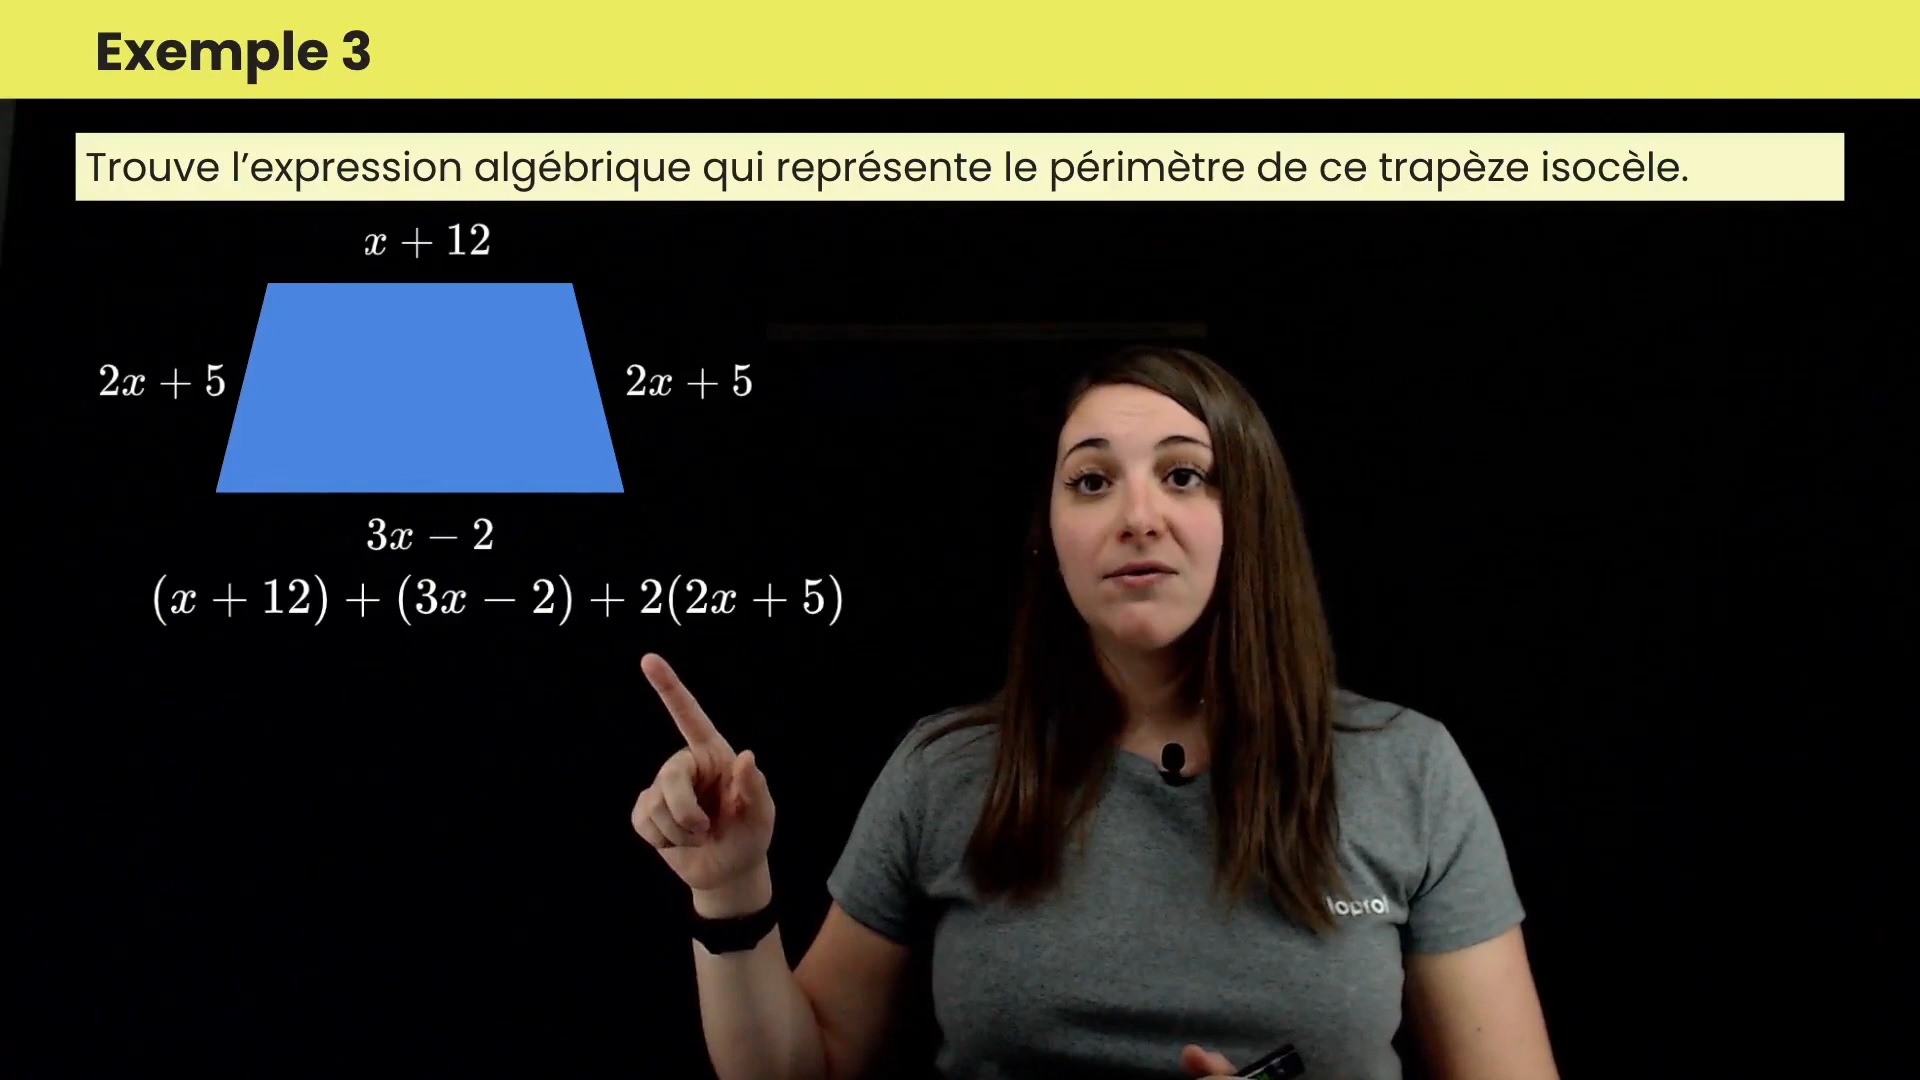 Exemple 3
Trouve l’expression algébrique qui représente le périmètre de ce trapèze isocèle.
x + 12
2x + 5
2x + 5
3x − 2
(x + 12) + (3x − 2) + 2(2x + 5)